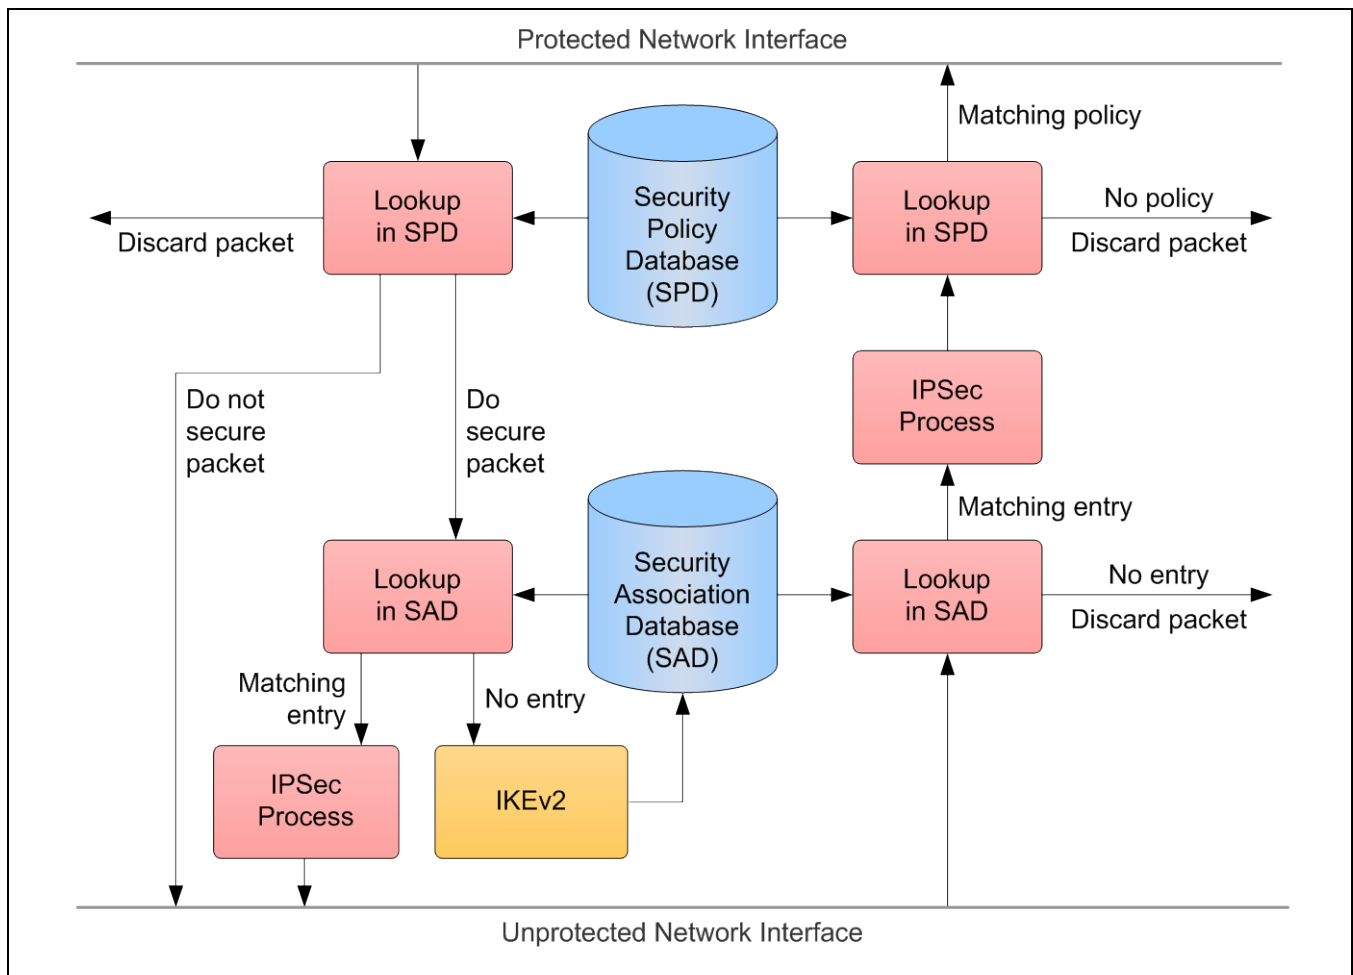 Protected Network Interface
Matching policy
Lookup
in SPD
Security
Policy
Database
(SPD)
Lookup
in SPD
No policy
Discard packet
Discard packet
IPSec
Process
Do not
secure
packet
Do
secure
packet
Matching entry
Lookup
in SAD
Security
Association
Database
(SAD)
Lookup
in SAD
No entry
Discard packet
Matching
entry
No entry
IPSec
Process
IKEv2
Unprotected Network Interface